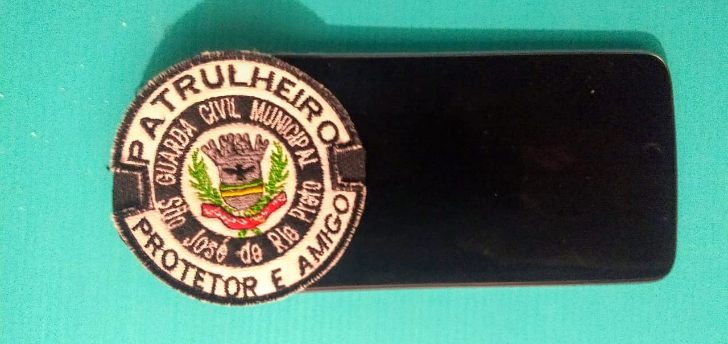 PATRULHEIRO
GUARDA CIVIL MUNICIPAL
São José do Rio Preto
PROTETOR E AMIGO